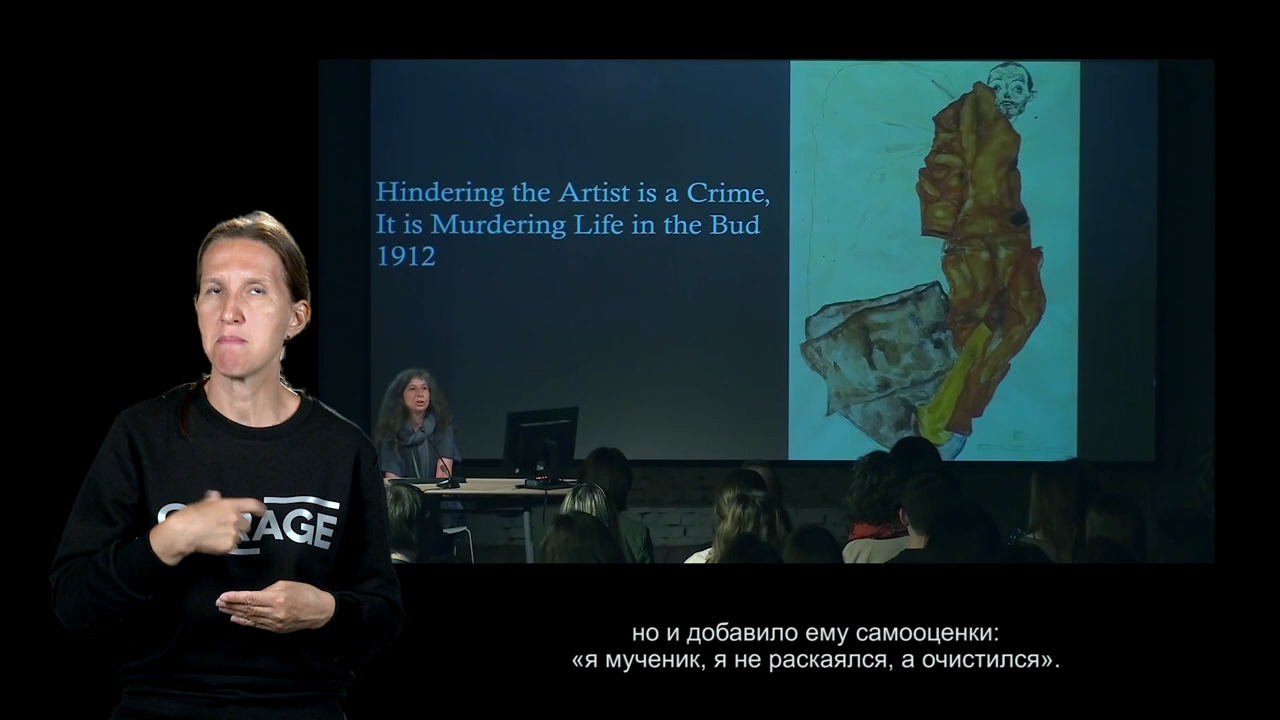 Hindering the Artist is a Crime,
It is Murdering Life in the Bud
1912
RAGE
но и добавило ему самооценки:
«я мученик, я не раскаялся, а очистился».